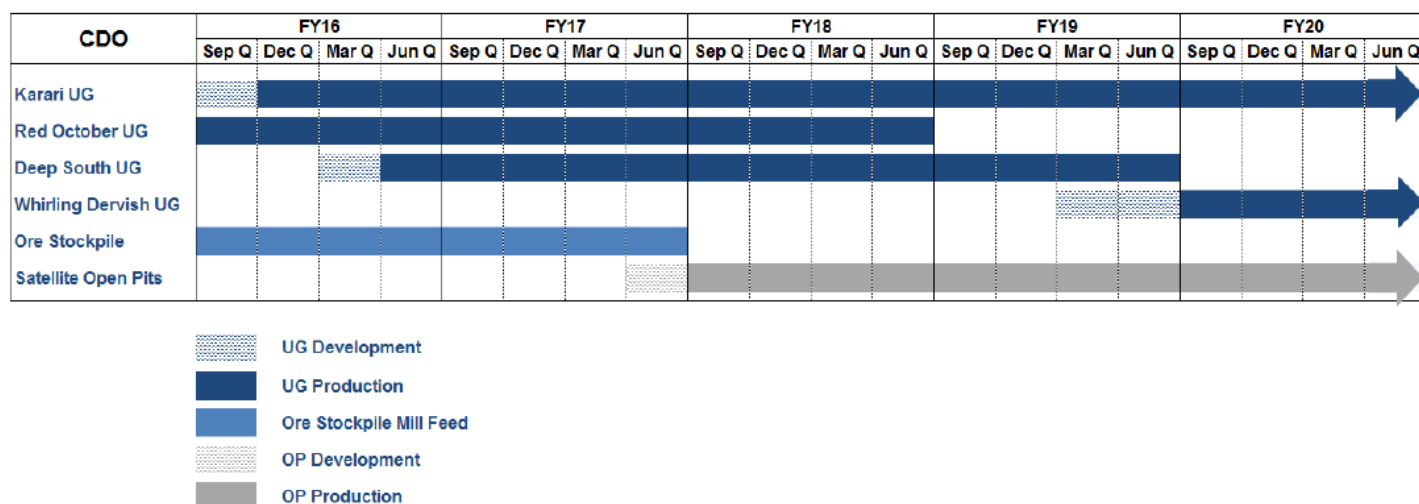 CDO FY16 FY17 FY18 FY19 FY20
Sep Q Dec Q Mar Q Jun Q Sep Q Dec Q Mar Q Jun Q Sep Q Dec Q Mar Q Jun Q Sep Q Dec Q Mar Q Jun Q Sep Q Dec Q Mar Q Jun Q
Karari UG
Red October UG
Deep South UG
Whirling Dervish UG
Ore Stockpile
Satellite Open Pits
UG Development
UG Production
Ore Stockpile Mill Feed
OP Development
OP Production